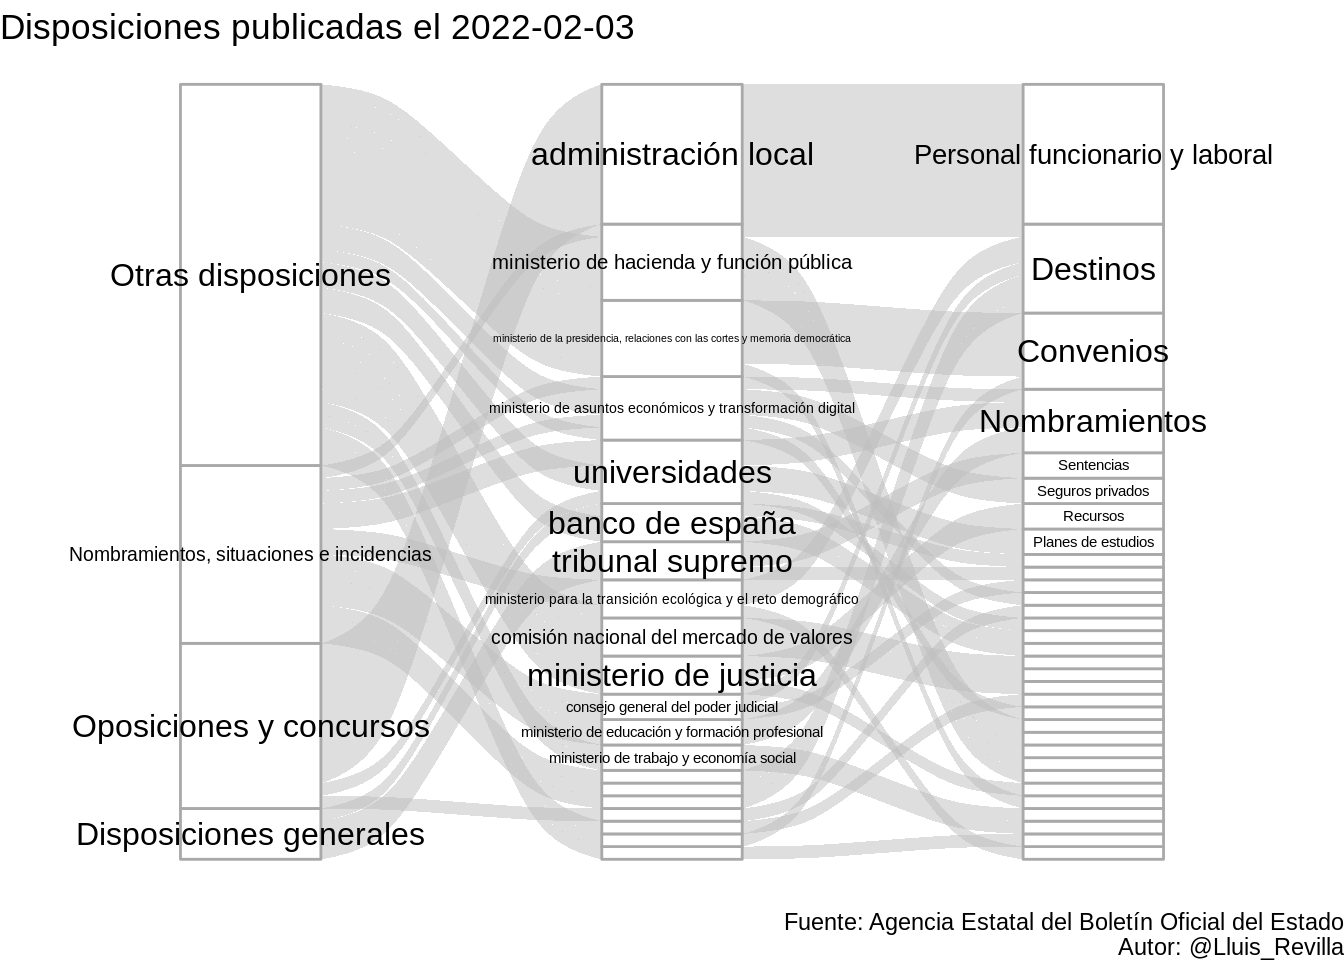 Disposiciones publicadas el 2022-02-03
Otras disposiciones
Nombramientos, situaciones e incidencias
Oposiciones y concursos
Disposiciones generales
administración local
ministerio de hacienda y función pública
ministerio de la presidencia, relaciones con las cortes y memoria democrática
ministerio de asuntos económicos y transformación digital
universidades
banco de españa
tribunal supremo
ministerio para la transición ecológica y el reto demográfico
comisión nacional del mercado de valores
ministerio de justicia
consejo general del poder judicial
ministerio de educación y formación profesional
ministerio de trabajo y economía social
Personal funcionario y laboral
Destinos
Convenios
Nombramientos
Sentencias
Seguros privados
Recursos
Planes de estudios
Fuente: Agencia Estatal del Boletín Oficial del Estado
Autor: @Lluis_Revilla